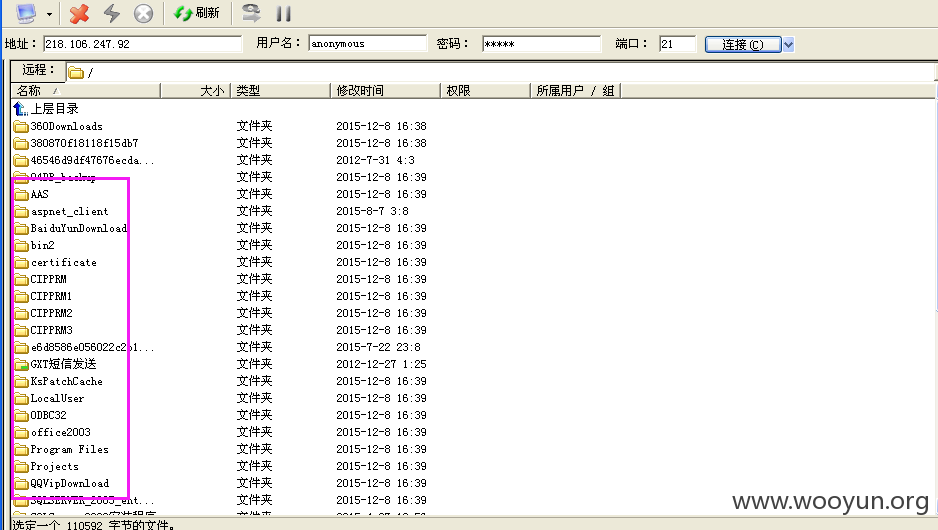 刷新
地址： 218.106.247.92 用户名： anonymous 密码： ***** 端口： 21 连接(C)
远程： /
名称 大小 类型 修改时间 权限 所属用户 / 组
上层目录
360Downloads 文件夹 2015-12-8 16:38
380870f18118f15db7 文件夹 2015-12-8 16:38
46546d9df47676ecda... 文件夹 2012-7-31 4:3
文件夹 2015-12-8 16:39
AAS 文件夹 2015-12-8 16:39
aspnet_client 文件夹 2015-8-7 3:8
BaiduYunDownload 文件夹 2015-12-8 16:39
bin2 文件夹 2015-12-8 16:39
certificate 文件夹 2015-12-8 16:39
CIPPRM 文件夹 2015-12-8 16:39
CIPPRM1 文件夹 2015-12-8 16:39
CIPPRM2 文件夹 2015-12-8 16:39
CIPPRM3 文件夹 2015-12-8 16:39
e6d8586e056022c2b1... 文件夹 2015-7-22 23:8
GXT短信发送 文件夹 2012-12-27 1:25
KsPatchCache 文件夹 2015-12-8 16:39
LocalUser 文件夹 2015-12-8 16:39
ODBC32 文件夹 2015-12-8 16:39
office2003 文件夹 2015-12-8 16:39
Program Files 文件夹 2015-12-8 16:39
Projects 文件夹 2015-12-8 16:39
QQVipDownload 文件夹 2015-12-8 16:39
SQLSERVER_2005_ent... 文件夹 2015-12-8 16:39
选定一个 110592 字节的文件。
www.wooyun.org